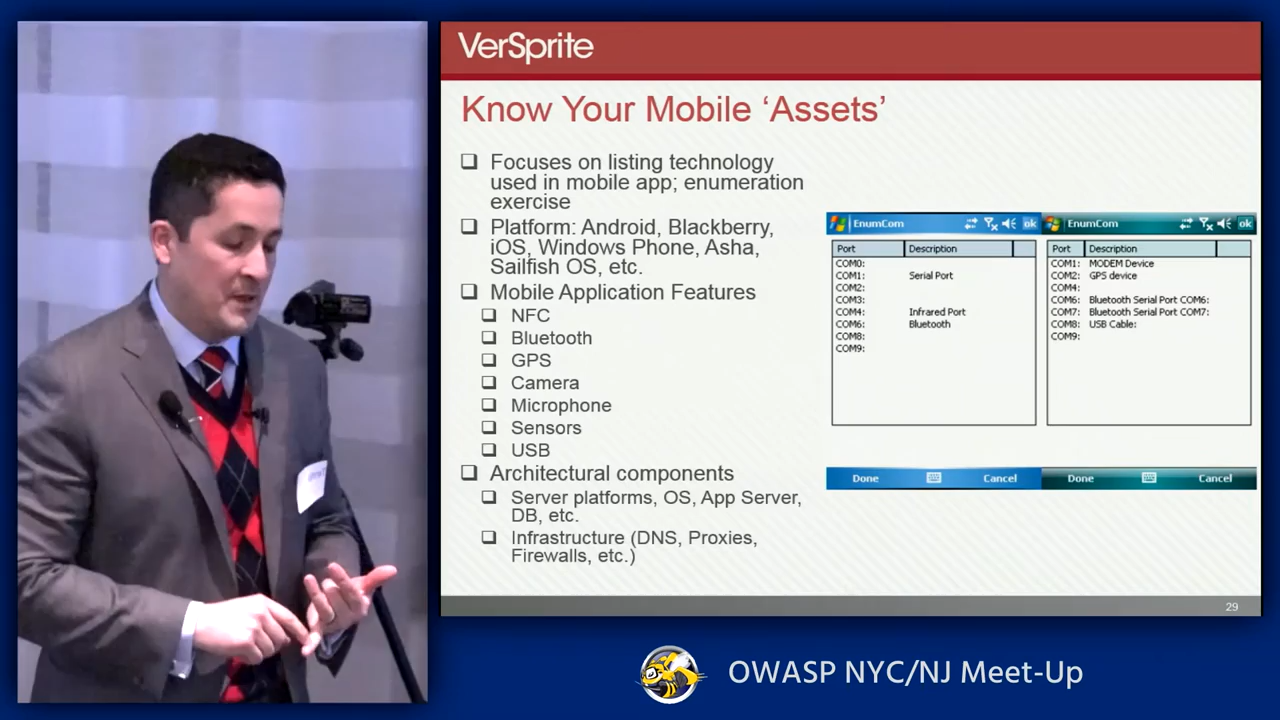 VerSprite
Know Your Mobile ‘Assets’
❑ Focuses on listing technology
used in mobile app; enumeration
exercise
❑ Platform: Android, Blackberry,
iOS, Windows Phone, Asha,
Sailfish OS, etc.
❑ Mobile Application Features
❑ NFC
❑ Bluetooth
❑ GPS
❑ Camera
❑ Microphone
❑ Sensors
❑ USB
❑ Architectural components
❑ Server platforms, OS, App Server,
DB, etc.
❑ Infrastructure (DNS, Proxies,
Firewalls, etc.)
EnumCom ok
Port Description
COM0:
COM1: Serial Port
COM2:
COM3:
COM4: Infrared Port
COM6: Bluetooth
COM8:
COM9:
Done Cancel
EnumCom ok
Port Description
COM1: MODEM Device
COM2: GPS device
COM4:
COM6: Bluetooth Serial Port COM6:
COM7: Bluetooth Serial Port COM7:
COM8: USB Cable:
COM9:
Done Cancel
29
OWASP NYC/NJ Meet-Up